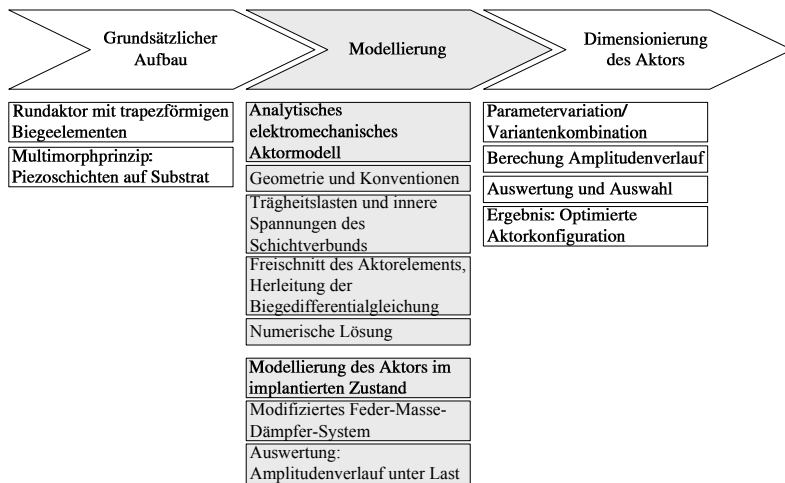 Grundsätzlicher
Aufbau
Modellierung
Dimensionierung
des Aktors
Rundaktor mit trapezförmigen
Biegeelementen
Multimorphprinzip:
Piezoschichten auf Substrat
Analytisches
elektromechanisches
Aktormodell
Geometrie und Konventionen
Trägheitslasten und innere
Spannungen des
Schichtverbunds
Freischnitt des Aktorelements,
Herleitung der
Biegedifferentialgleichung
Numerische Lösung
Modellierung des Aktors im
implantierten Zustand
Modifiziertes Feder-Masse-
Dämpfer-System
Auswertung:
Amplitudenverlauf unter Last
Parametervariation/
Variantenkombination
Berechung Amplitudenverlauf
Auswertung und Auswahl
Ergebnis: Optimierte
Aktorkonfiguration